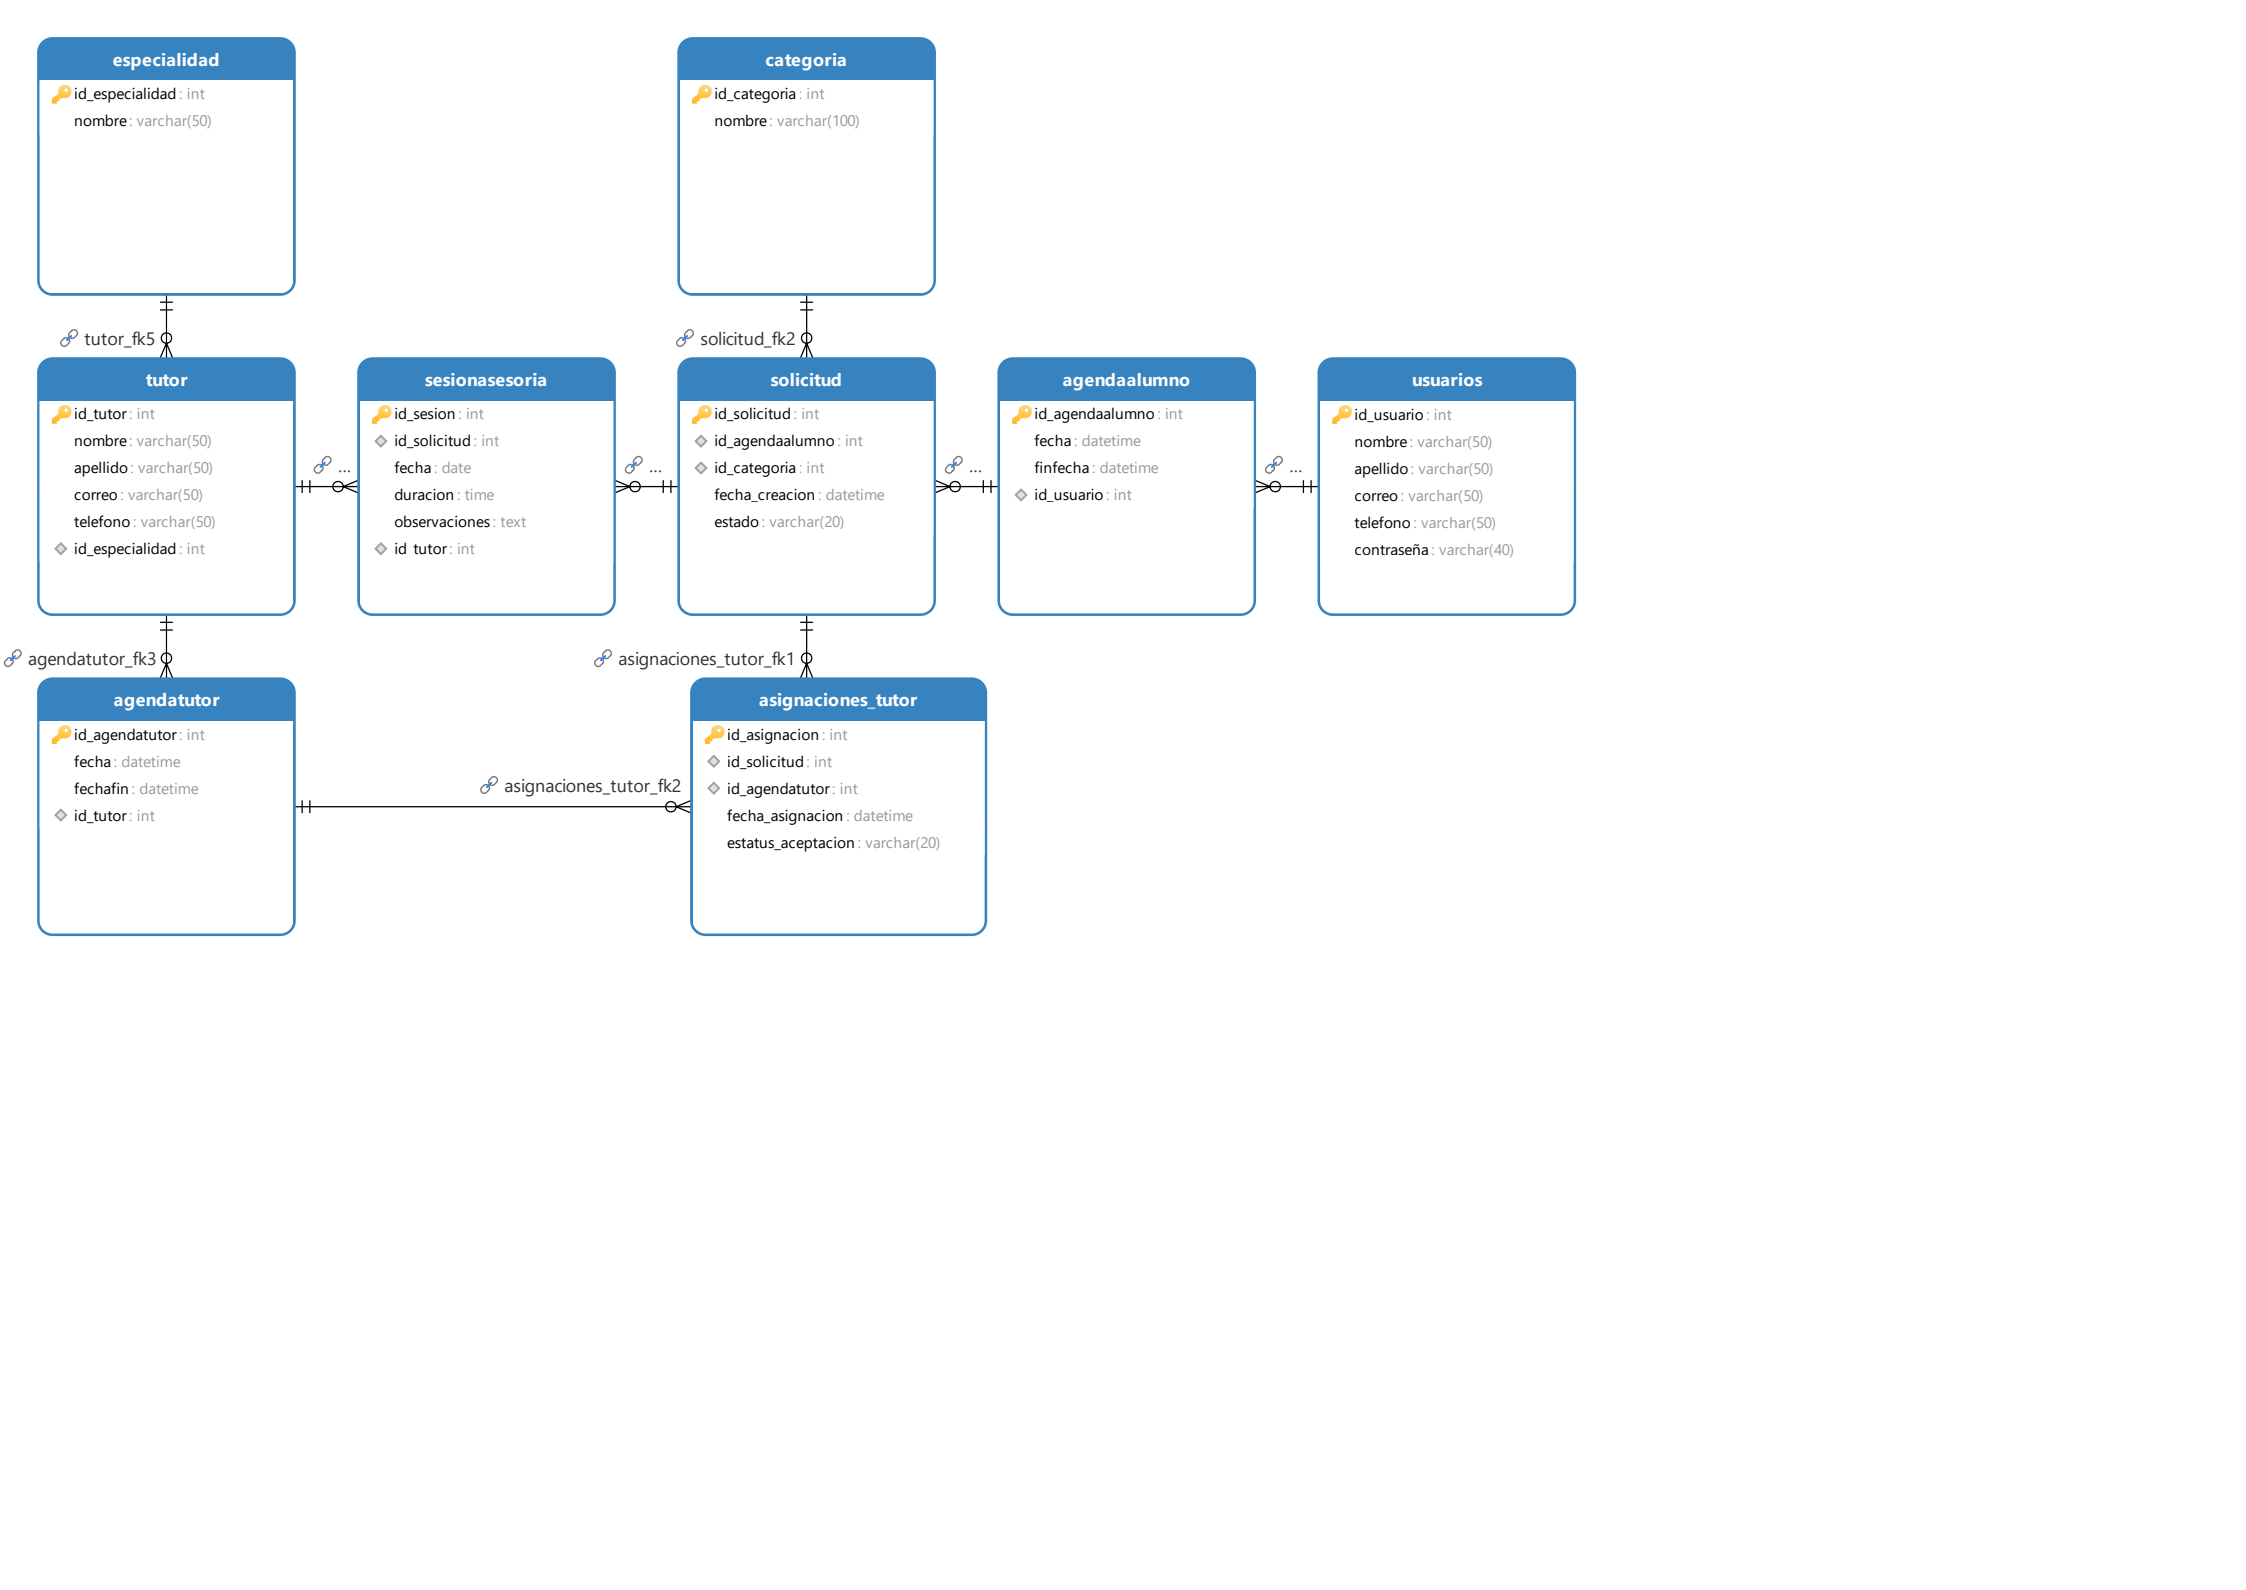 especialidad
id_especialidad : int
nombre : varchar(50)
categoria
id_categoria : int
nombre : varchar(100)
tutor_fk5
solicitud_fk2
tutor
id_tutor : int
nombre : varchar(50)
apellido : varchar(50)
correo : varchar(50)
telefono : varchar(50)
id_especialidad : int
...
sesionasesoria
id_sesion : int
id_solicitud : int
fecha : date
duracion : time
observaciones : text
id_tutor : int
...
solicitud
id_solicitud : int
id_agendaalumno : int
id_categoria : int
fecha_creacion : datetime
estado : varchar(20)
...
agendaalumno
id_agendaalumno : int
fecha : datetime
finfecha : datetime
id_usuario : int
...
usuarios
id_usuario : int
nombre : varchar(50)
apellido : varchar(50)
correo : varchar(50)
telefono : varchar(50)
contraseña : varchar(40)
agendatutor_fk3
asignaciones_tutor_fk1
agendatutor
id_agendatutor : int
fecha : datetime
fechafin : datetime
id_tutor : int
asignaciones_tutor_fk2
asignaciones_tutor
id_asignacion : int
id_solicitud : int
id_agendatutor : int
fecha_asignacion : datetime
estatus_aceptacion : varchar(20)